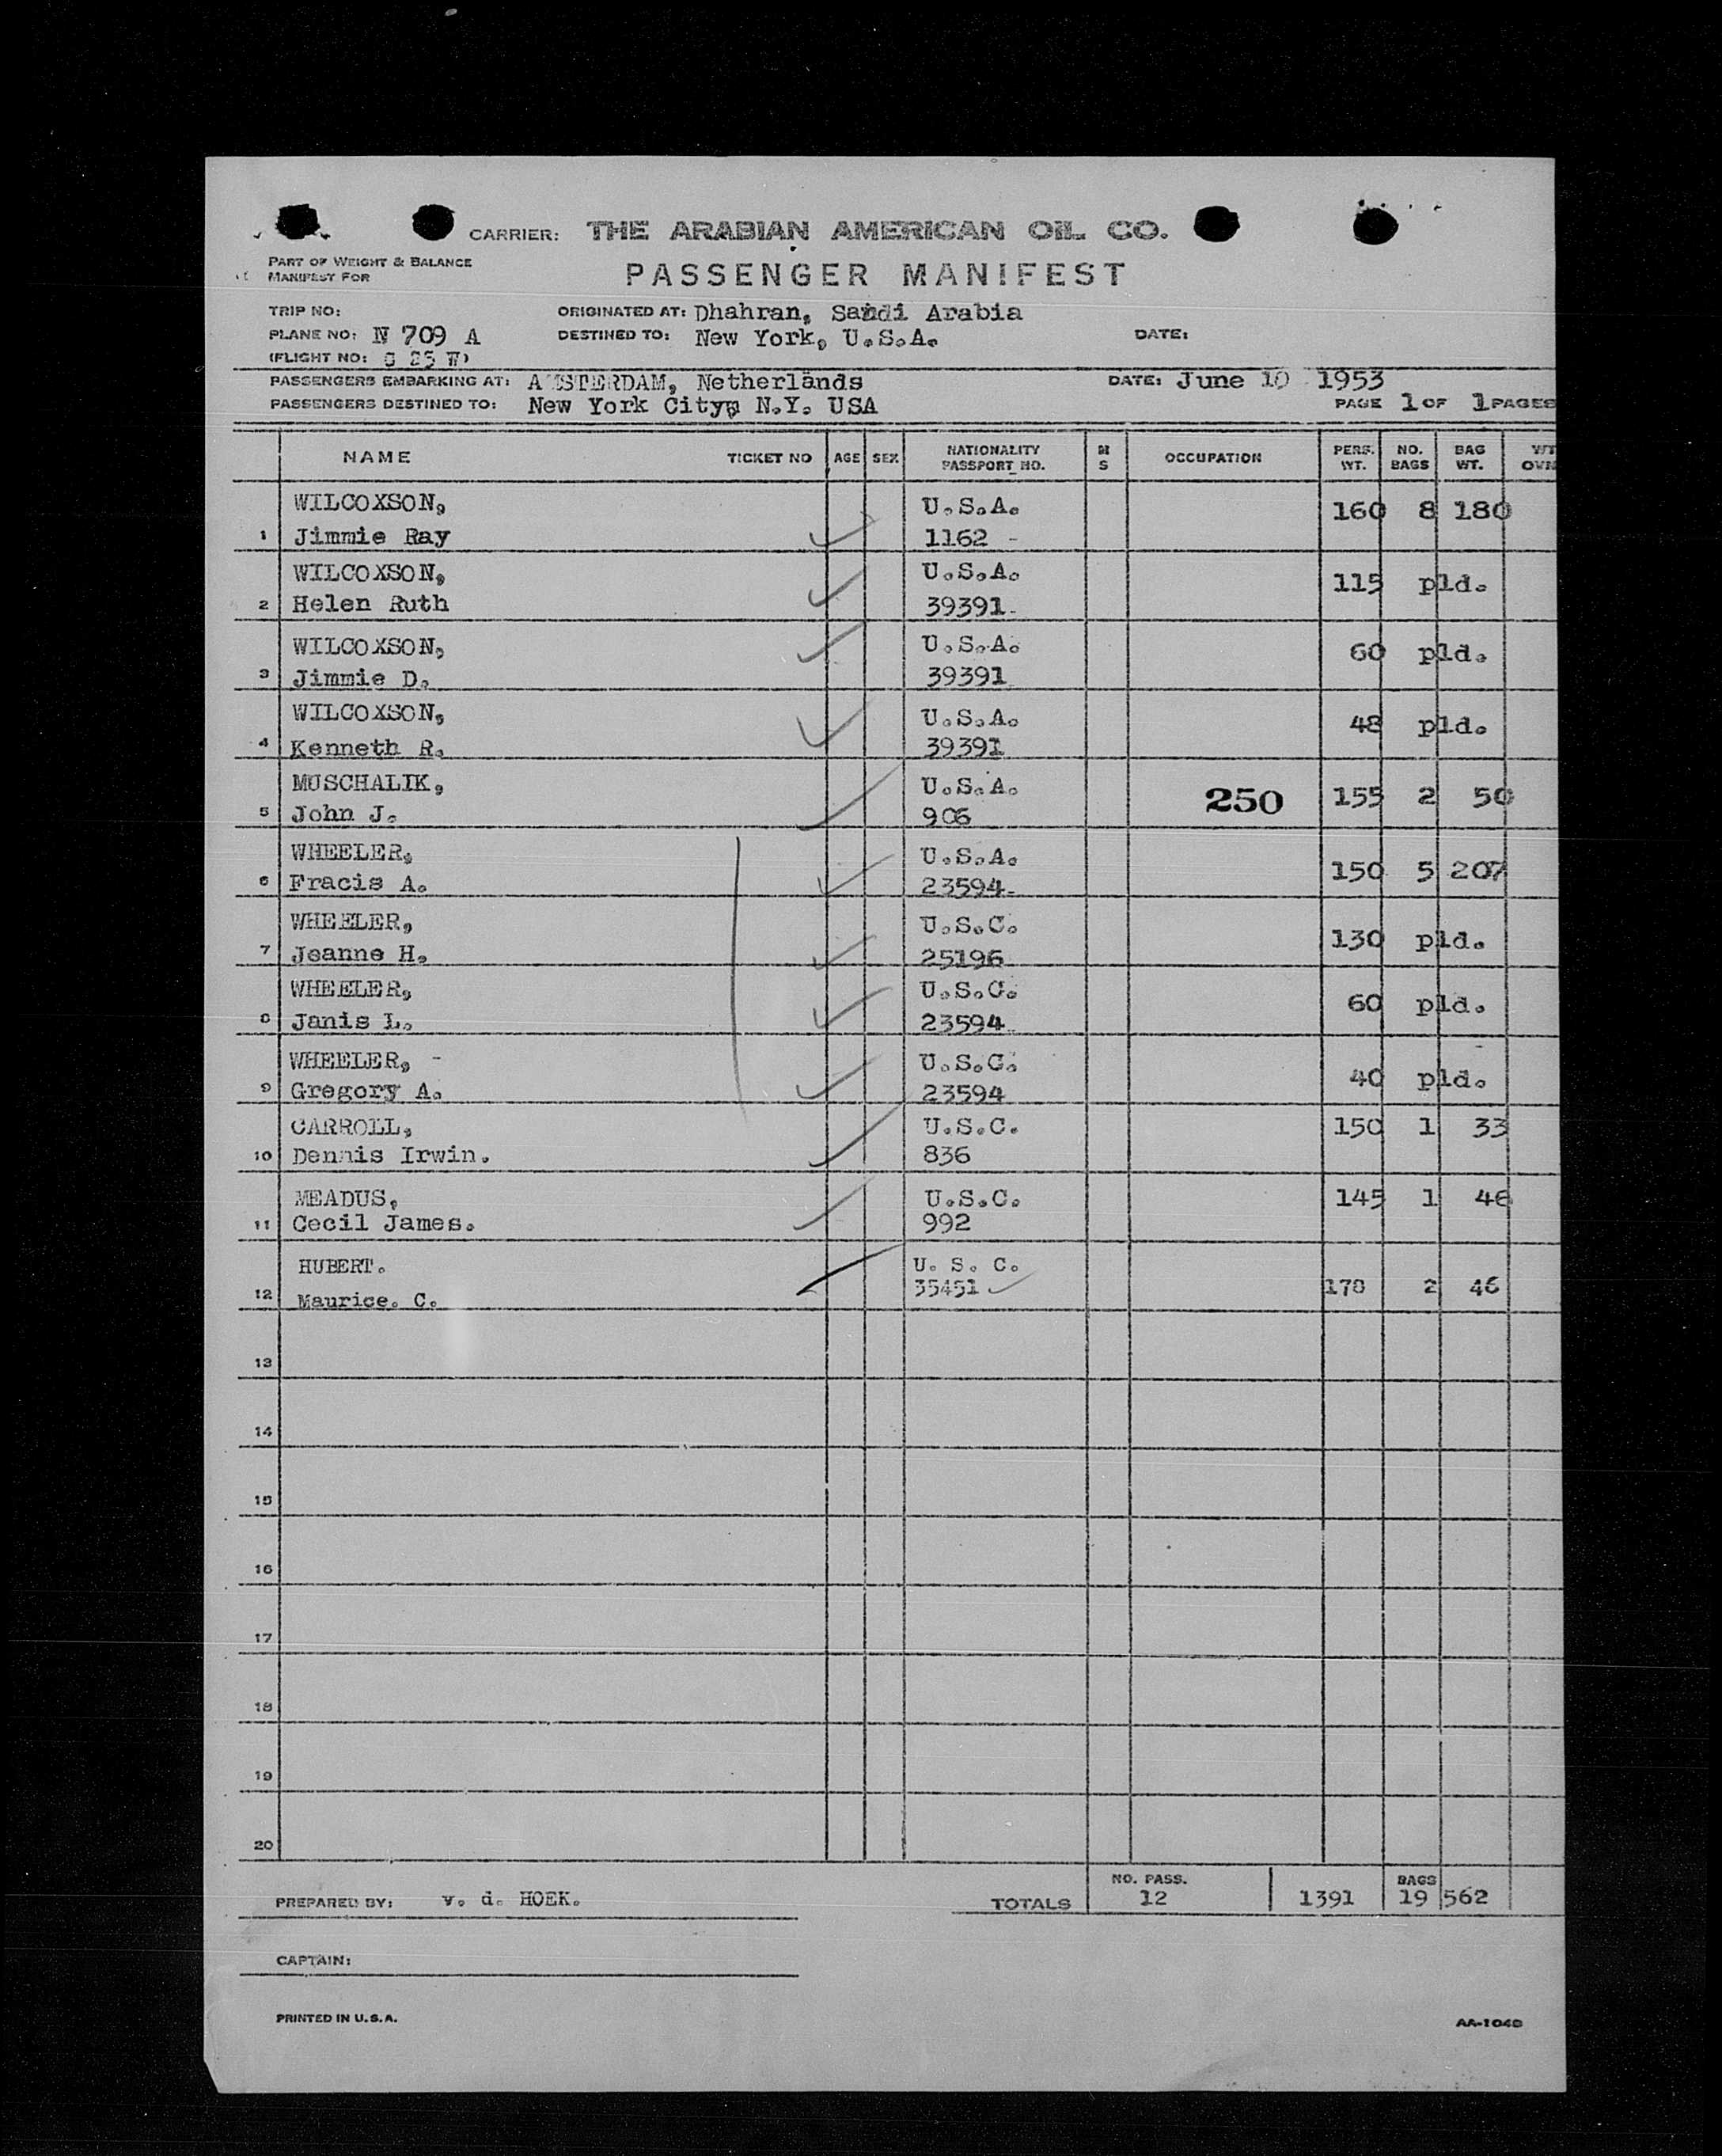 CARRIER: THE ARABIAN AMERICAN OIL CO.
PART OF WEIGHT & BALANCE
MANIFEST FOR
PASSENGER MANIFEST
TRIP NO: ORIGINATED AT: Dhahran, Saudi Arabia
PLANE NO: N 709 A DESTINED TO: New York, U.S.A. DATE:
(FLIGHT NO: 25 W)
PASSENGERS EMBARKING AT: AMSTERDAM, Netherlands DATE: June 10 1953
PASSENGERS DESTINED TO: New York City, N.Y. USA PAGE 1 OF 1 PAGES
NAME TICKET NO AGE SEX NATIONALITY PASSPORT NO. M S OCCUPATION PERS. WT. NO. BAGS BAG WT.
WILCOXSON, U.S.A. 160 8 180
1 Jimmie Ray 1162 -
WILCOXSON, U.S.A. 115 pld.
2 Helen Ruth 39391-
WILCOXSON, U.S.A. 60 pld.
3 Jimmie D. 39391
WILCOXSON, U.S.A. 48 pld.
4 Kenneth R. 39391
MUSCHALIK, U.S.A. 250 155 2 50
5 John J. 906
WHEELER, U.S.A. 150 5 207
6 Fracis A. 23594-
WHEELER, U.S.C. 130 pld.
7 Jeanne H. 25196
WHEELER, U.S.C. 60 pld.
8 Janis L. 23594
WHEELER, - U.S.C. 40 pld.
9 Gregory A. 23594
CARROLL, U.S.C. 150 1 33
10 Dennis Irwin. 836
MEADUS, U.S.C. 145 1 46
11 Cecil James. 992
HUBERT. U. S. C. 178 2 46
12 Maurice. C. 35451
13
14
15
16
17
18
19
20
NO. PASS. BAGS
PREPARED BY: v. d. HOEK. TOTALS 12 1391 19 562
CAPTAIN:
PRINTED IN U.S.A. AA-1040